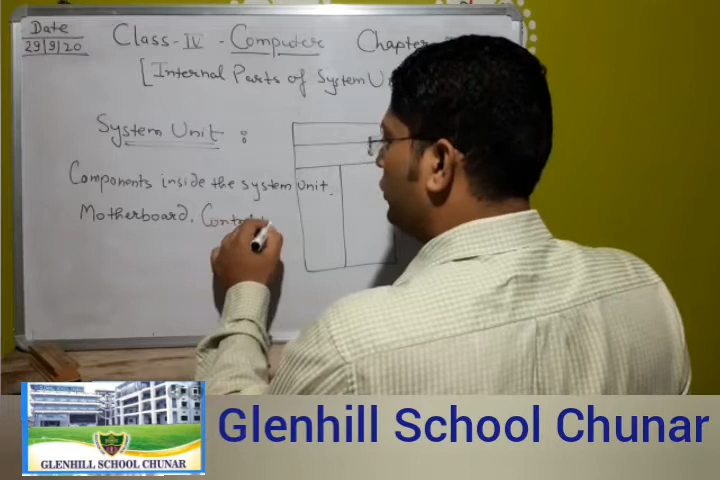 Date
29/9/20
Class-IV - Computer Chapter
[Internal Parts of System
System Unit :
Components inside the system Unit.
Motherboard,
GLENHILL SCHOOL CHUNAR
Glenhill School Chunar